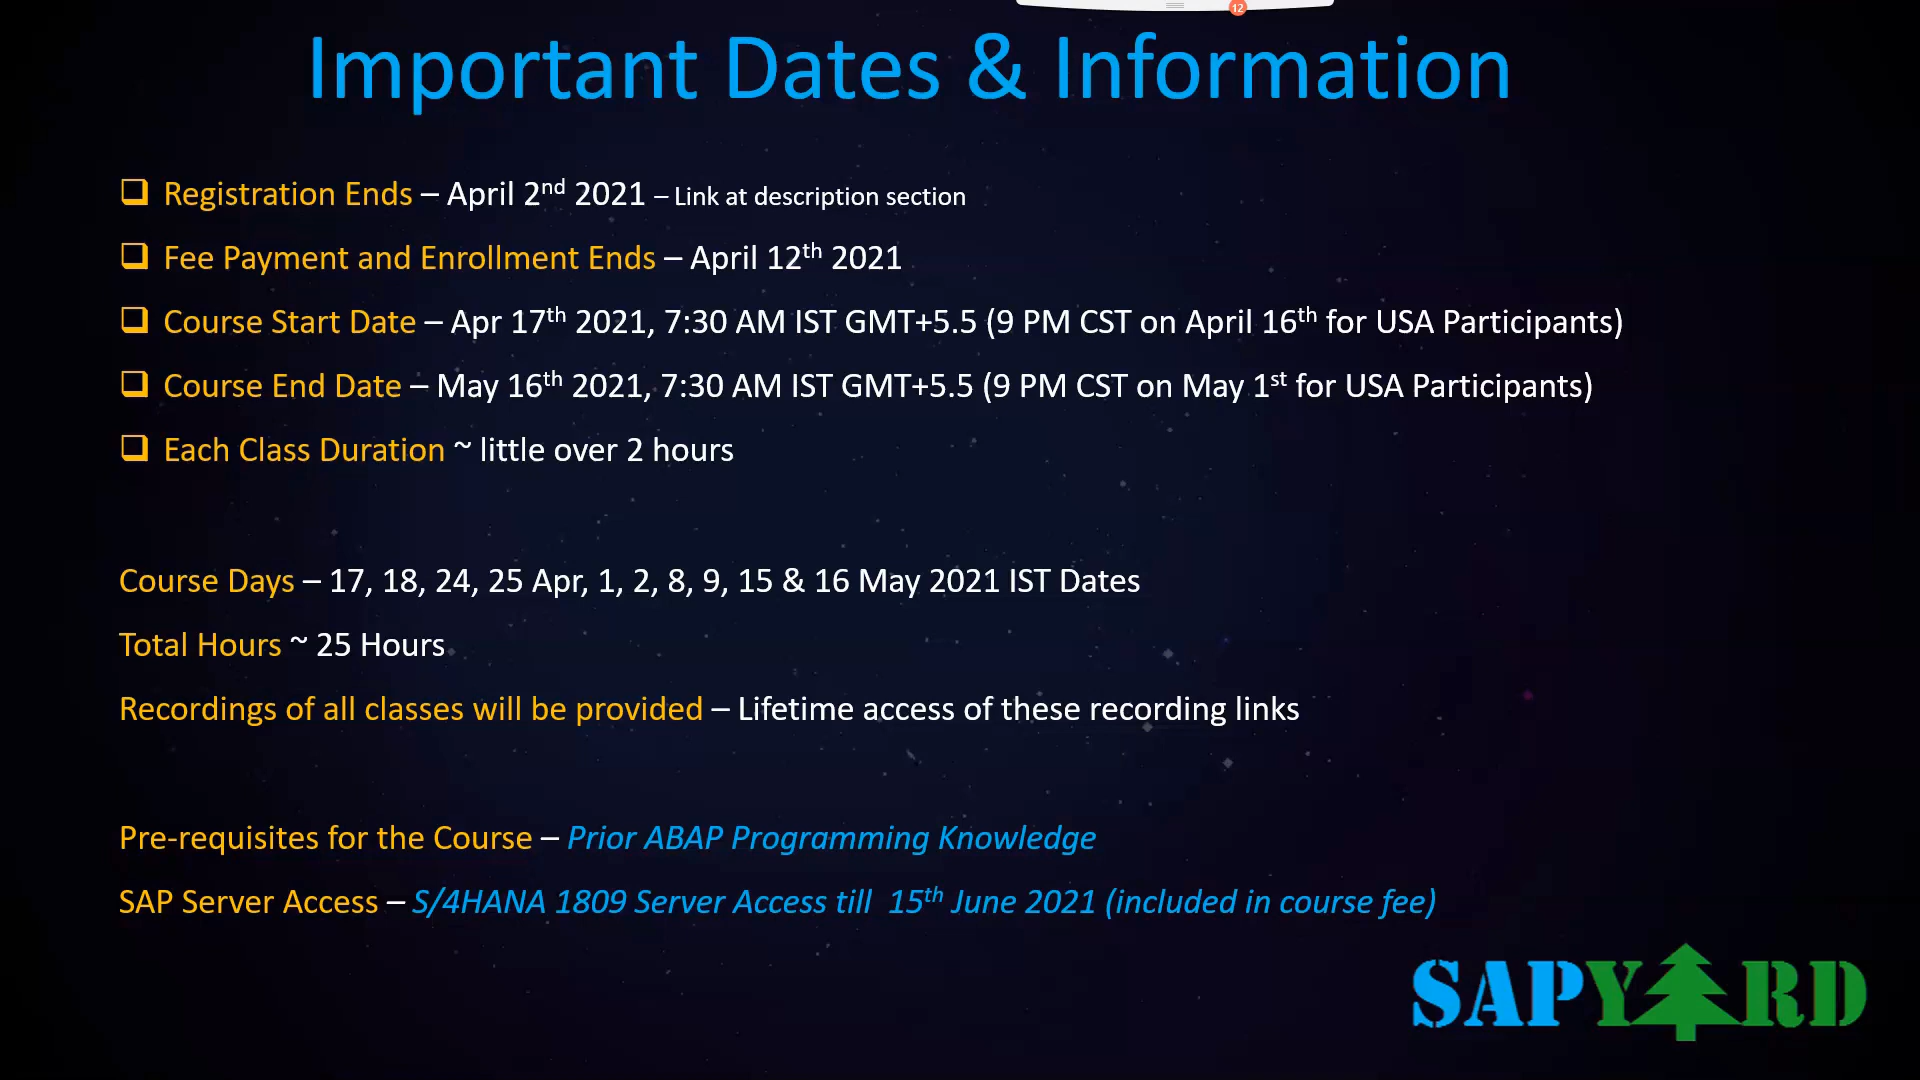 12
Important Dates & Information
❑ Registration Ends – April 2nd 2021 – Link at description section
❑ Fee Payment and Enrollment Ends – April 12th 2021
❑ Course Start Date – Apr 17th 2021, 7:30 AM IST GMT+5.5 (9 PM CST on April 16th for USA Participants)
❑ Course End Date – May 16th 2021, 7:30 AM IST GMT+5.5 (9 PM CST on May 1st for USA Participants)
❑ Each Class Duration ~ little over 2 hours
Course Days – 17, 18, 24, 25 Apr, 1, 2, 8, 9, 15 & 16 May 2021 IST Dates
Total Hours ~ 25 Hours
Recordings of all classes will be provided – Lifetime access of these recording links
Pre-requisites for the Course – Prior ABAP Programming Knowledge
SAP Server Access – S/4HANA 1809 Server Access till 15th June 2021 (included in course fee)
SAPYARD